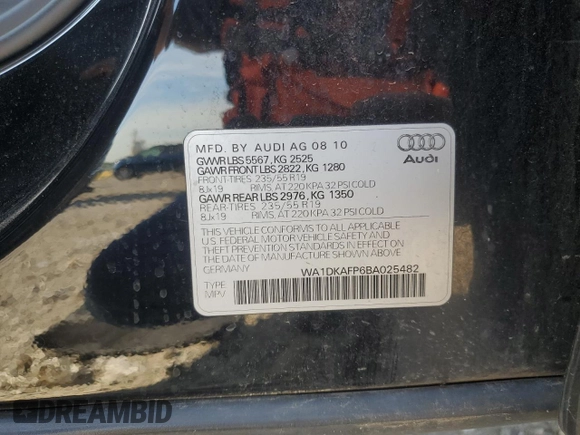 MFD. BY AUDI AG 08 10
GVWR LBS 5567, KG 2525
GAWR FRONT LBS 2822, KG 1280
FRONT-TIRES 235/55 R19
8Jx19 RIMS, AT 220 KPA 32 PSI COLD
GAWR REAR LBS 2976, KG 1350
REAR-TIRES 235/55 R19
8Jx19 RIMS, AT 220 KPA 32 PSI COLD
Audi
THIS VEHICLE CONFORMS TO ALL APPLICABLE
U.S. FEDERAL MOTOR VEHICLE SAFETY AND
THEFT PREVENTION STANDARDS IN EFFECT ON
THE DATE OF MANUFACTURE SHOWN ABOVE
GERMANY
WA1DKAFP6BA025482
TYPE
MPV
DREAMBID